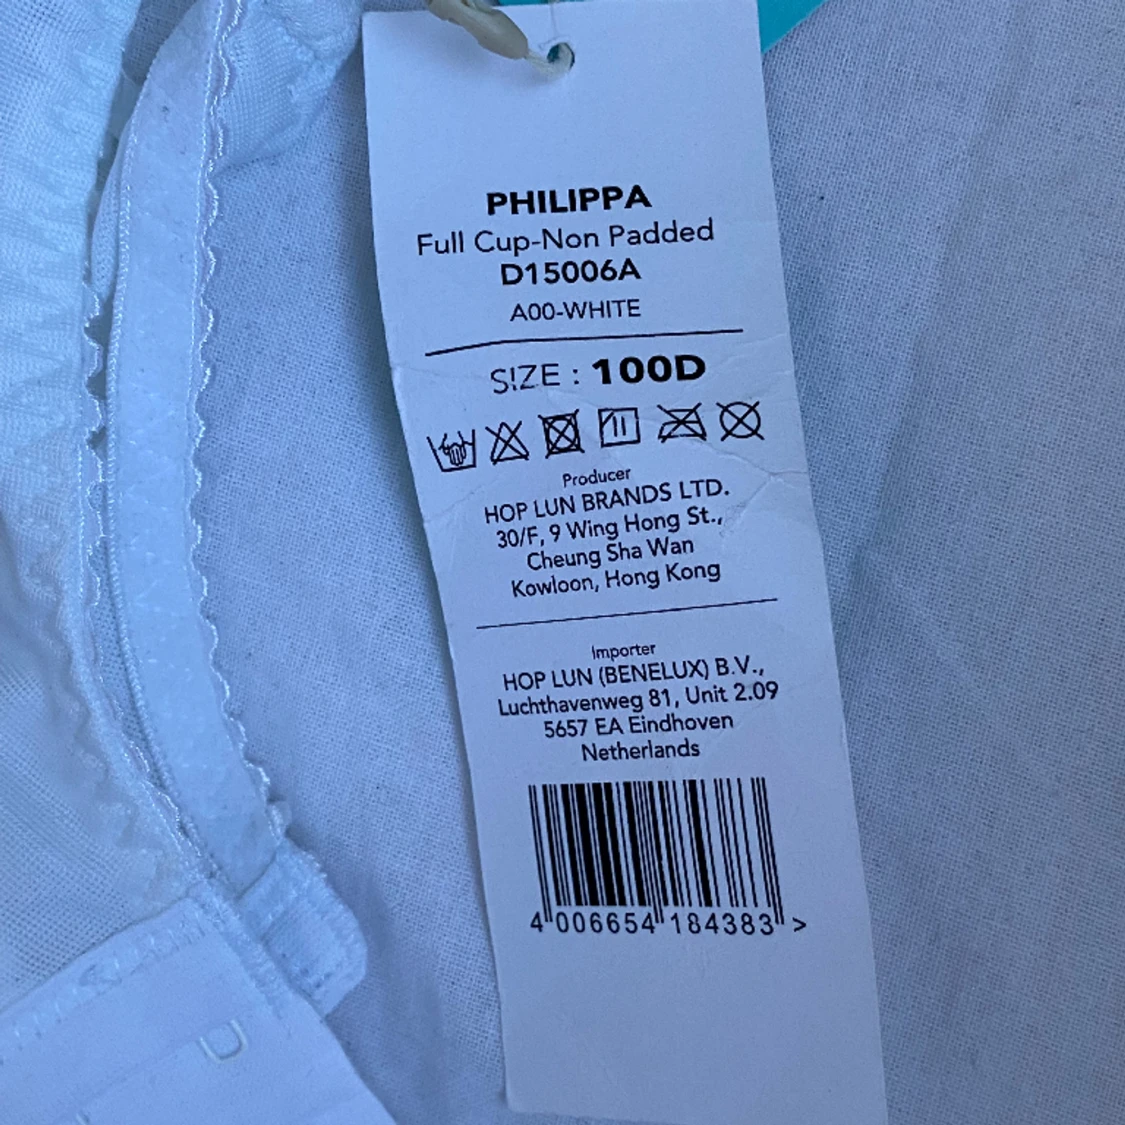 PHILIPPA
Full Cup-Non Padded
D15006A
A00-WHITE
SIZE : 100D
Producer
HOP LUN BRANDS LTD.
30/F, 9 Wing Hong St.,
Cheung Sha Wan
Kowloon, Hong Kong
Importer
HOP LUN (BENELUX) B.V.,
Luchthavenweg 81, Unit 2.09
5657 EA Eindhoven
Netherlands
4 006654 184383 >